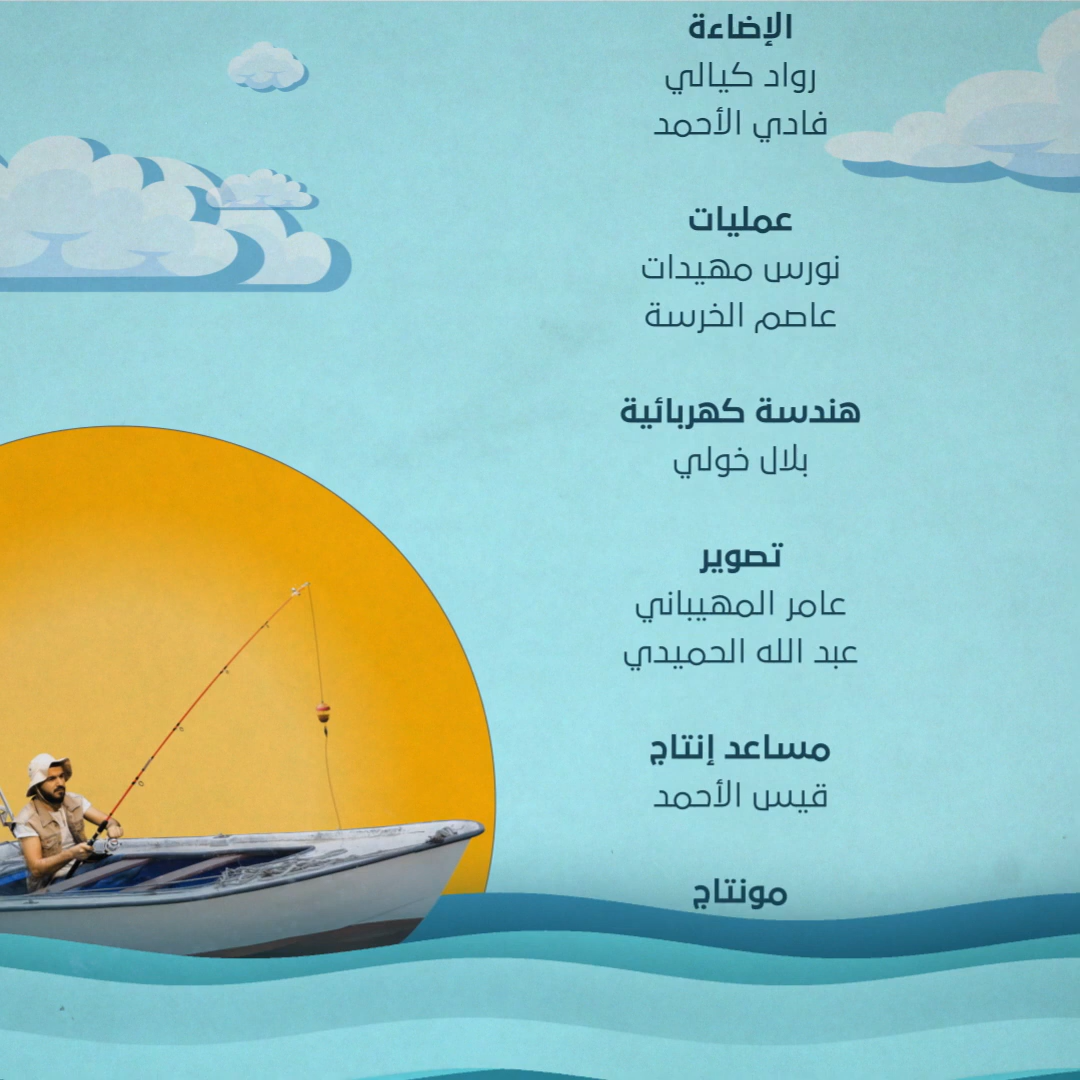 الإضاءة
رواد كيالي
فادي الأحمد
عمليات
نورس مهيدات
عاصم الخرسة
هندسة كهربائية
بلال خولي
تصوير
عامر المهيباني
عبد الله الحميدي
مساعد إنتاج
قيس الأحمد
مونتاج